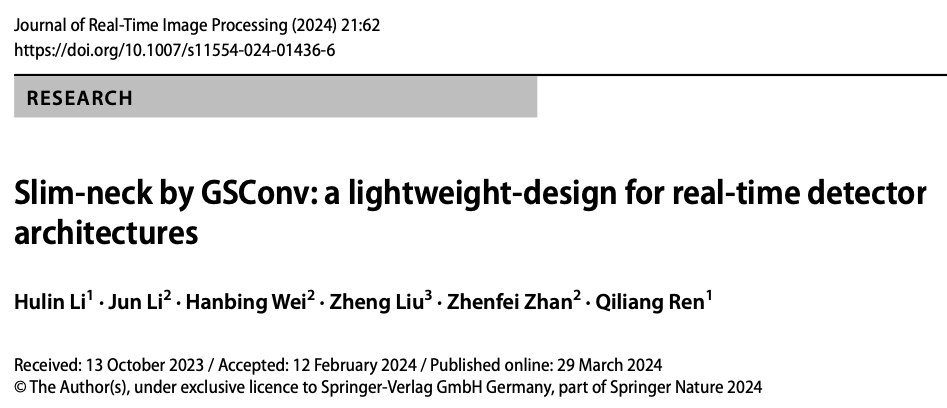 Journal of Real-Time Image Processing (2024) 21:62
https://doi.org/10.1007/s11554-024-01436-6
RESEARCH
Slim-neck by GSConv: a lightweight-design for real-time detector
architectures
Hulin Li1 · Jun Li2 · Hanbing Wei2 · Zheng Liu3 · Zhenfei Zhan2 · Qiliang Ren1
Received: 13 October 2023 / Accepted: 12 February 2024 / Published online: 29 March 2024
© The Author(s), under exclusive licence to Springer-Verlag GmbH Germany, part of Springer Nature 2024